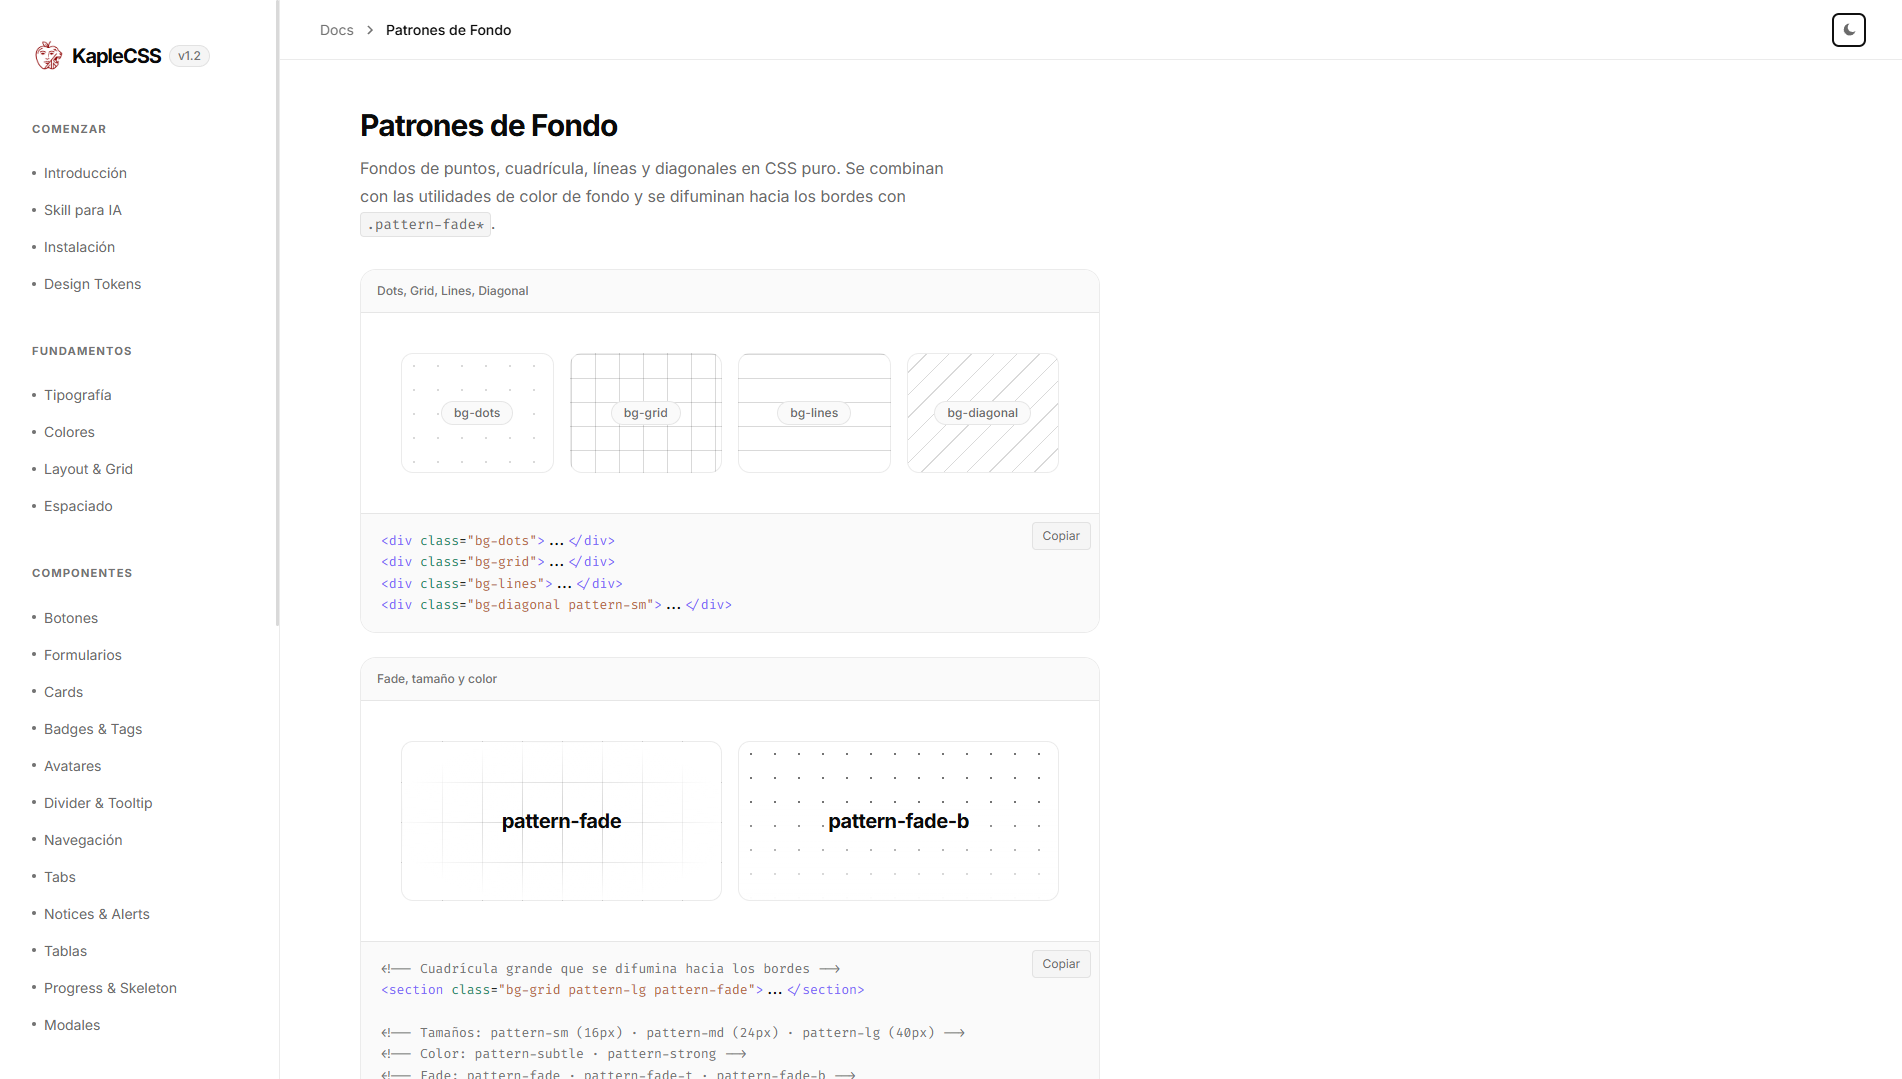 KapleCSS v1.2
COMENZAR
• Introducción
• Skill para IA
• Instalación
• Design Tokens
FUNDAMENTOS
• Tipografía
• Colores
• Layout & Grid
• Espaciado
COMPONENTES
• Botones
• Formularios
• Cards
• Badges & Tags
• Avatares
• Divider & Tooltip
• Navegación
• Tabs
• Notices & Alerts
• Tablas
• Progress & Skeleton
• Modales
Docs > Patrones de Fondo
Patrones de Fondo
Fondos de puntos, cuadrícula, líneas y diagonales en CSS puro. Se combinan
con las utilidades de color de fondo y se difuminan hacia los bordes con
.pattern-fade*.
Dots, Grid, Lines, Diagonal
bg-dots bg-grid bg-lines bg-diagonal
Copiar
<div class="bg-dots">...</div>
<div class="bg-grid">...</div>
<div class="bg-lines">...</div>
<div class="bg-diagonal pattern-sm">...</div>
Fade, tamaño y color
pattern-fade pattern-fade-b
Copiar
<!-- Cuadrícula grande que se difumina hacia los bordes -->
<section class="bg-grid pattern-lg pattern-fade">...</section>
<!-- Tamaños: pattern-sm (16px) · pattern-md (24px) · pattern-lg (40px) -->
<!-- Color: pattern-subtle · pattern-strong -->
<!-- Fade: pattern-fade · pattern-fade-t · pattern-fade-b -->